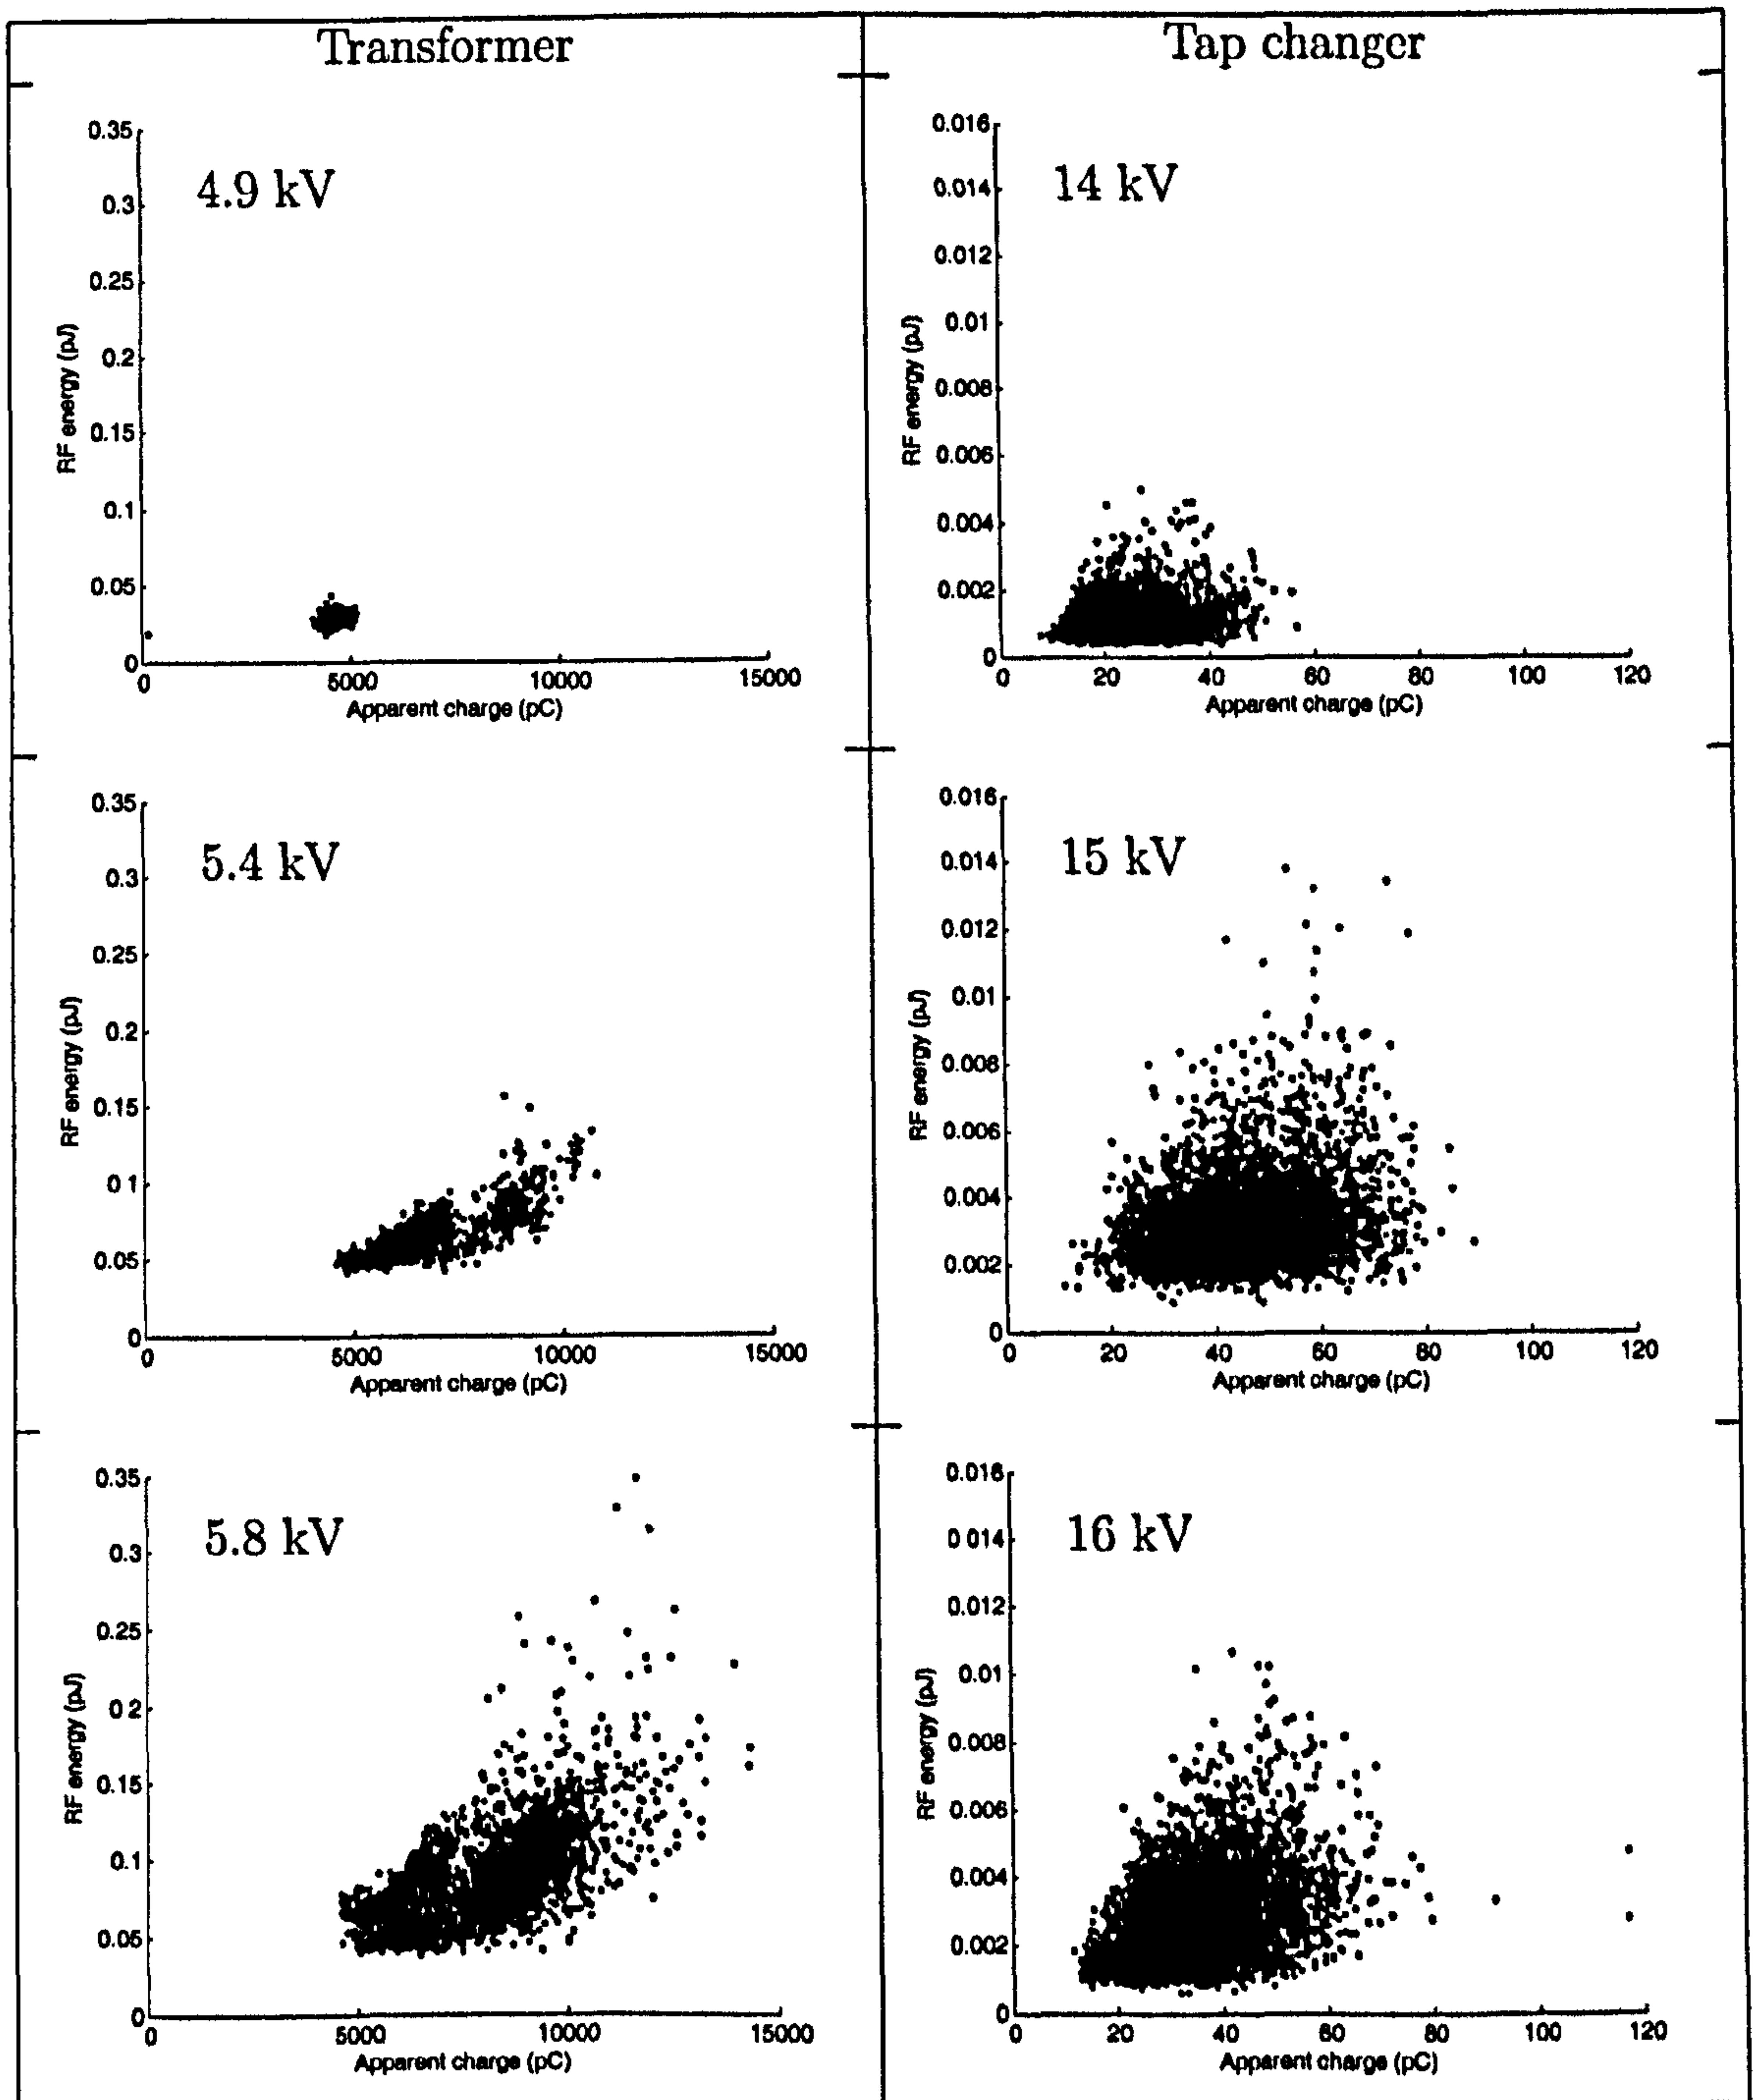 Transformer
Tap changer
4.9 kV
0.35
0.3
0.25
0.2
0.15
0.1
0.05
0
RF energy (pJ)
0 5000 10000 15000
Apparent charge (pC)
14 kV
0.016
0.014
0.012
0.01
0.008
0.006
0.004
0.002
0
RF energy (pJ)
0 20 40 60 80 100 120
Apparent charge (pC)
5.4 kV
0.35
0.3
0.25
0.2
0.15
0.1
0.05
0
RF energy (pJ)
0 5000 10000 15000
Apparent charge (pC)
15 kV
0.016
0.014
0.012
0.01
0.008
0.006
0.004
0.002
0
RF energy (pJ)
0 20 40 60 80 100 120
Apparent charge (pC)
5.8 kV
0.35
0.3
0.25
0.2
0.15
0.1
0.05
0
RF energy (pJ)
0 5000 10000 15000
Apparent charge (pC)
16 kV
0.016
0.014
0.012
0.01
0.008
0.006
0.004
0.002
0
RF energy (pJ)
0 20 40 60 80 100 120
Apparent charge (pC)